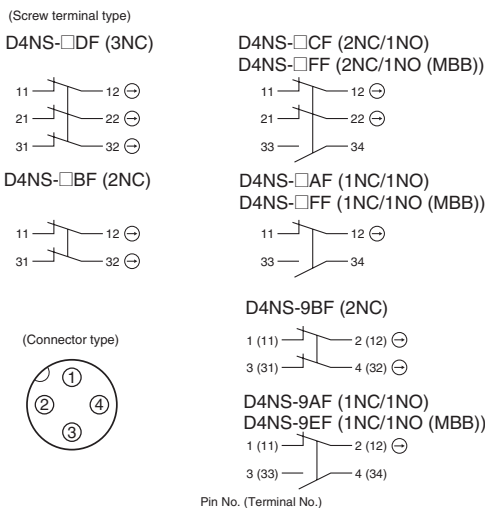 (Screw terminal type)
D4NS-□DF (3NC)
11 12 ⊖
21 22 ⊖
31 32 ⊖
D4NS-□CF (2NC/1NO)
D4NS-□FF (2NC/1NO (MBB))
11 12 ⊖
21 22 ⊖
33 34
D4NS-□BF (2NC)
11 12 ⊖
31 32 ⊖
D4NS-□AF (1NC/1NO)
D4NS-□FF (1NC/1NO (MBB))
11 12 ⊖
33 34
(Connector type)
1
2 4
3
D4NS-9BF (2NC)
1 (11) 2 (12) ⊖
3 (31) 4 (32) ⊖
D4NS-9AF (1NC/1NO)
D4NS-9EF (1NC/1NO (MBB))
1 (11) 2 (12) ⊖
3 (33) 4 (34)
Pin No. (Terminal No.)